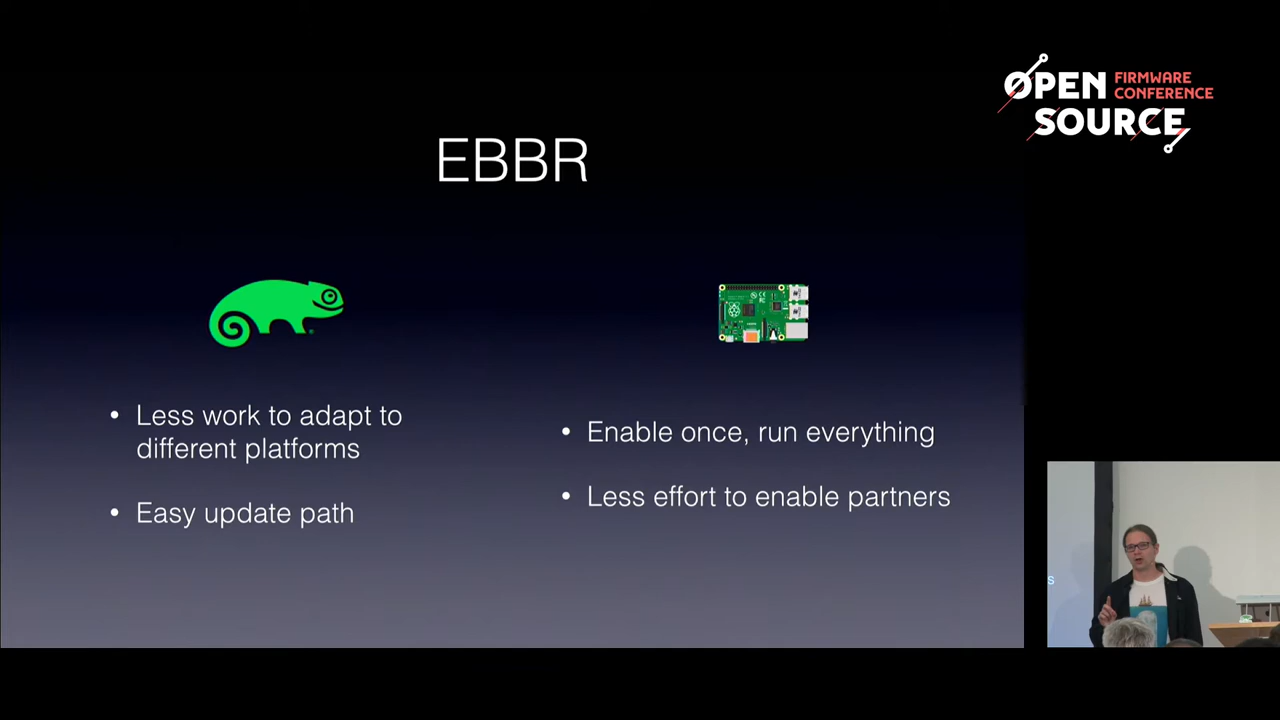 OPEN FIRMWARE
CONFERENCE
SOURCE
EBBR
• Less work to adapt to
different platforms
• Easy update path
• Enable once, run everything
• Less effort to enable partners
s